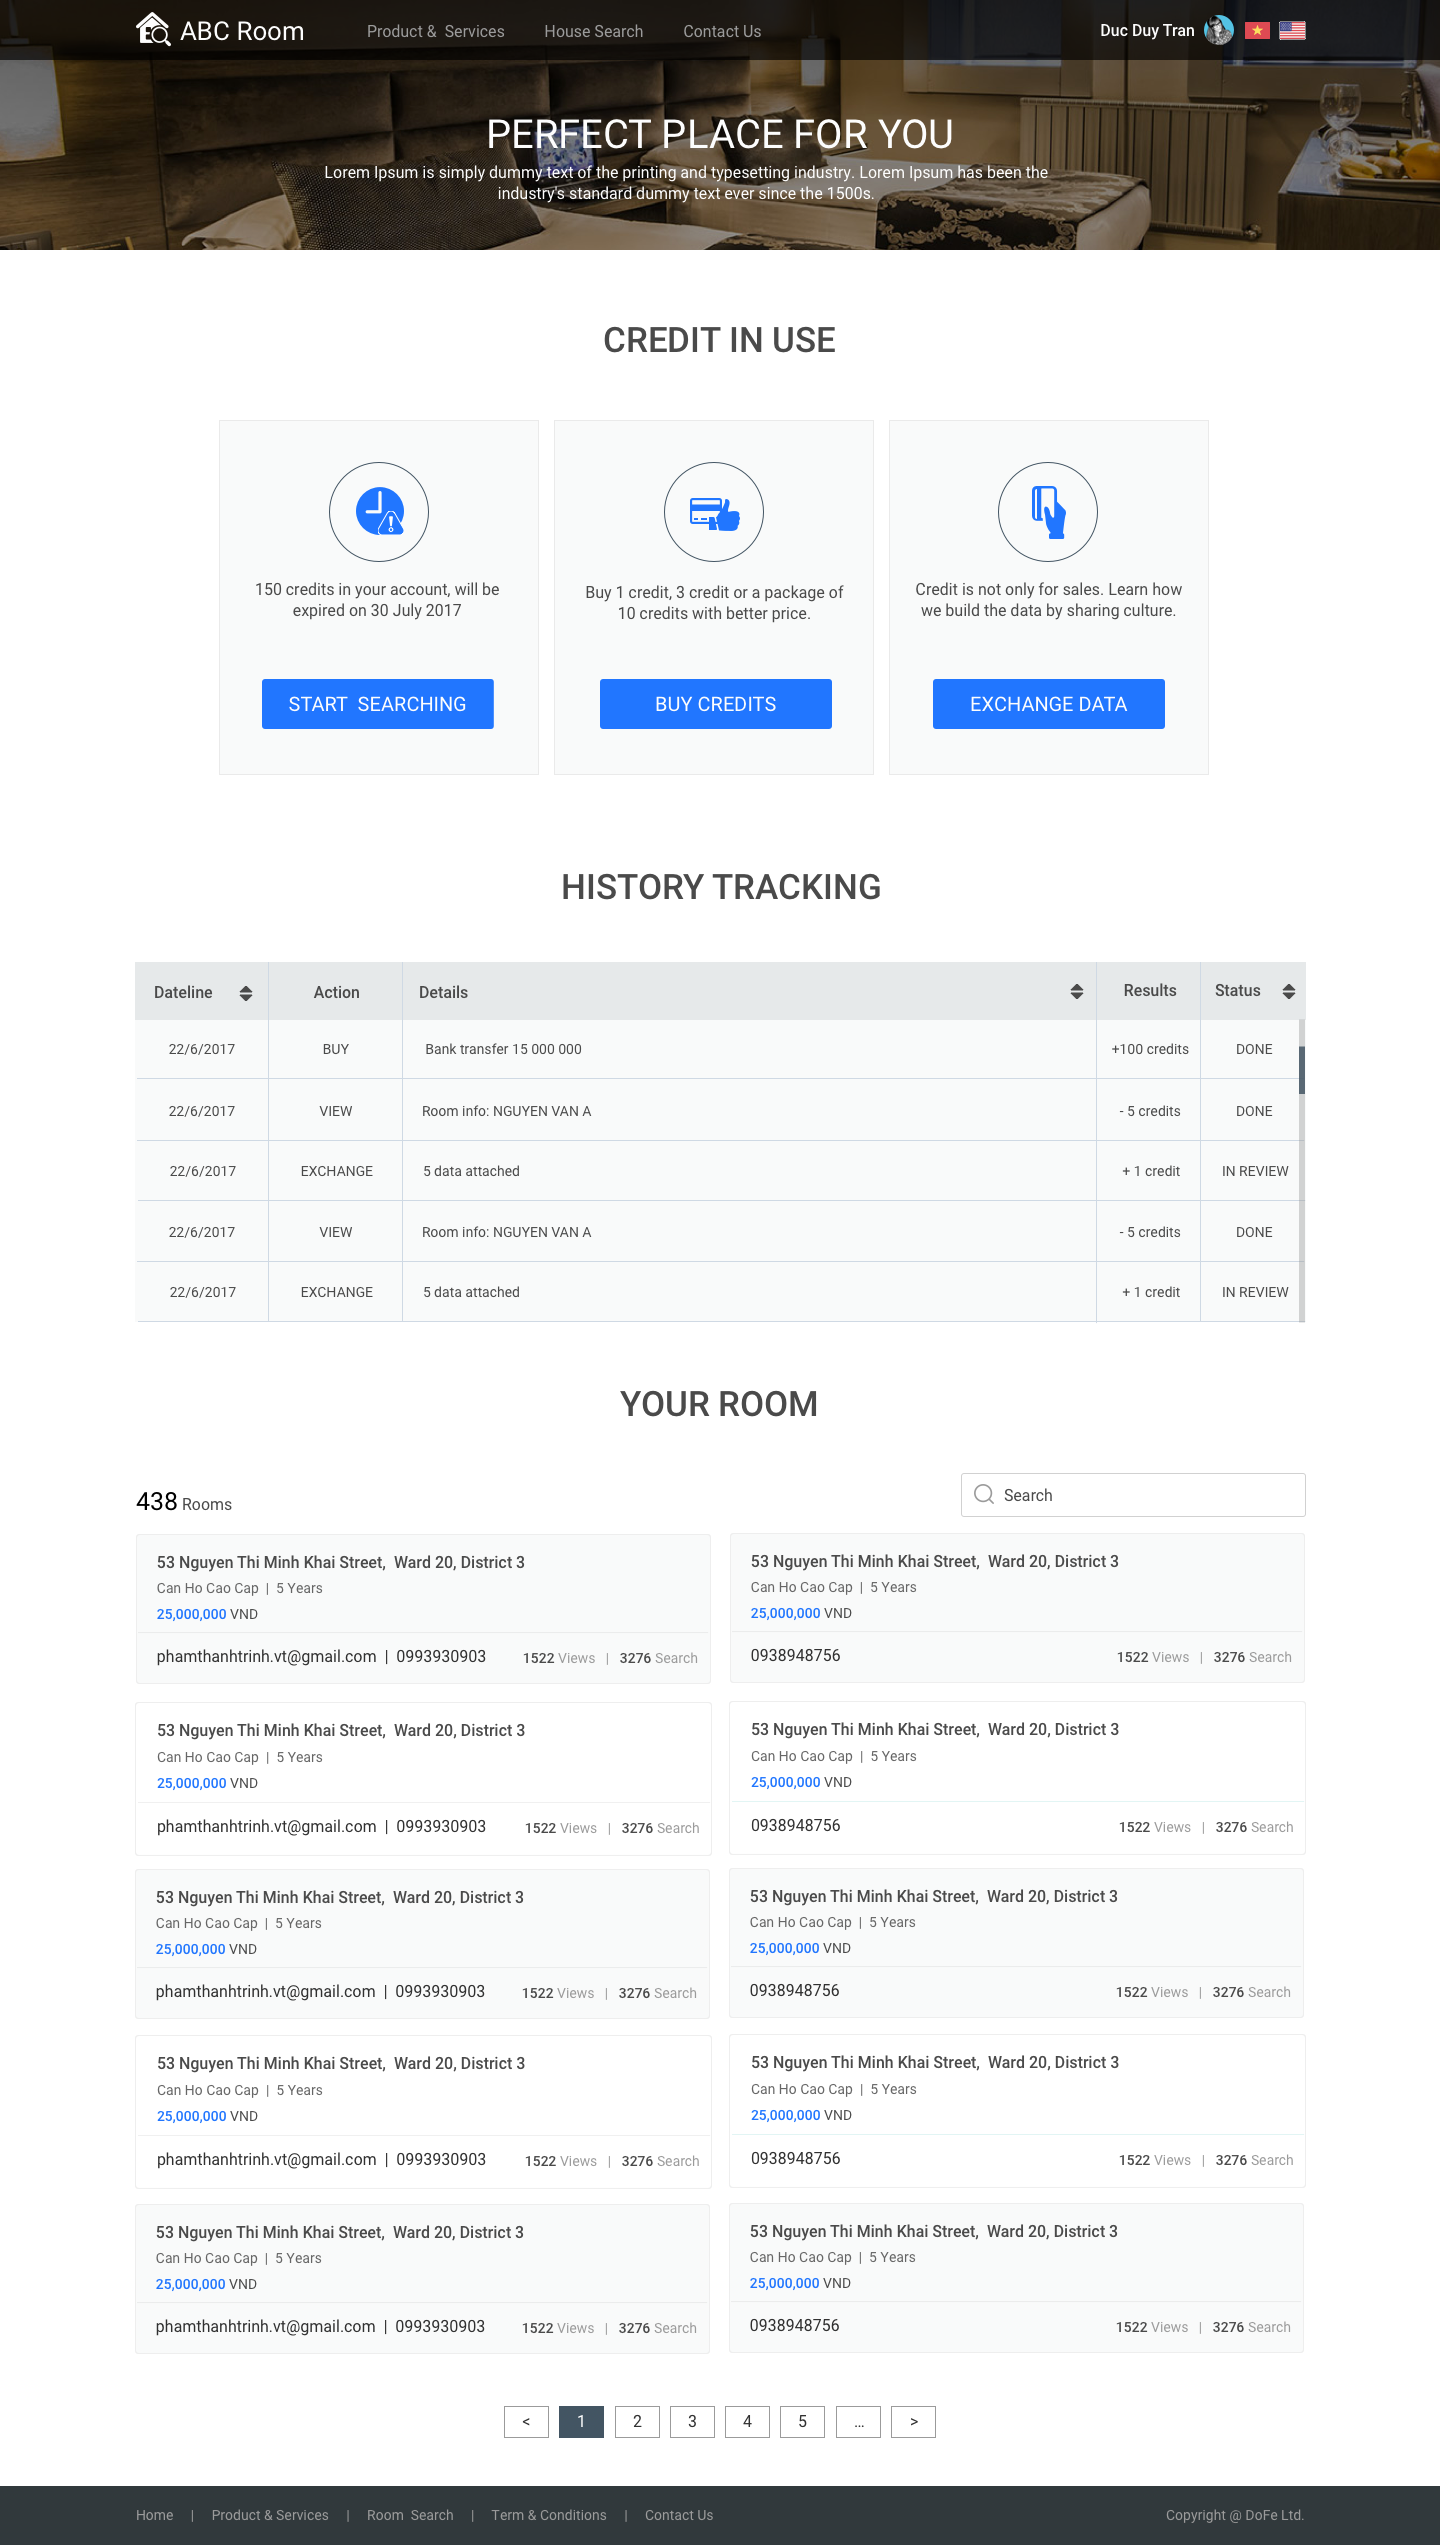 ABC Room Product &  Services House Search Contact Us Duc Duy Tran
PERFECT PLACE FOR YOU
Lorem Ipsum is simply dummy text of the printing and typesetting industry. Lorem Ipsum has been the
industry's standard dummy text ever since the 1500s.
CREDIT IN USE
150 credits in your account, will be
expired on 30 July 2017
START  SEARCHING
Buy 1 credit, 3 credit or a package of
10 credits with better price.
BUY CREDITS
Credit is not only for sales. Learn how
we build the data by sharing culture.
EXCHANGE DATA
HISTORY TRACKING
Dateline Action Details Results Status
22/6/2017 BUY Bank transfer 15 000 000 +100 credits DONE
22/6/2017 VIEW Room info: NGUYEN VAN A - 5 credits DONE
22/6/2017 EXCHANGE 5 data attached + 1 credit IN REVIEW
22/6/2017 VIEW Room info: NGUYEN VAN A - 5 credits DONE
22/6/2017 EXCHANGE 5 data attached + 1 credit IN REVIEW
YOUR ROOM
438 Rooms
Search
53 Nguyen Thi Minh Khai Street,  Ward 20, District 3
Can Ho Cao Cap | 5 Years
25,000,000 VND
phamthanhtrinh.vt@gmail.com | 0993930903 1522 Views | 3276 Search
53 Nguyen Thi Minh Khai Street,  Ward 20, District 3
Can Ho Cao Cap | 5 Years
25,000,000 VND
0938948756 1522 Views | 3276 Search
53 Nguyen Thi Minh Khai Street,  Ward 20, District 3
Can Ho Cao Cap | 5 Years
25,000,000 VND
phamthanhtrinh.vt@gmail.com | 0993930903 1522 Views | 3276 Search
53 Nguyen Thi Minh Khai Street,  Ward 20, District 3
Can Ho Cao Cap | 5 Years
25,000,000 VND
0938948756 1522 Views | 3276 Search
53 Nguyen Thi Minh Khai Street,  Ward 20, District 3
Can Ho Cao Cap | 5 Years
25,000,000 VND
phamthanhtrinh.vt@gmail.com | 0993930903 1522 Views | 3276 Search
53 Nguyen Thi Minh Khai Street,  Ward 20, District 3
Can Ho Cao Cap | 5 Years
25,000,000 VND
0938948756 1522 Views | 3276 Search
53 Nguyen Thi Minh Khai Street,  Ward 20, District 3
Can Ho Cao Cap | 5 Years
25,000,000 VND
phamthanhtrinh.vt@gmail.com | 0993930903 1522 Views | 3276 Search
53 Nguyen Thi Minh Khai Street,  Ward 20, District 3
Can Ho Cao Cap | 5 Years
25,000,000 VND
0938948756 1522 Views | 3276 Search
53 Nguyen Thi Minh Khai Street,  Ward 20, District 3
Can Ho Cao Cap | 5 Years
25,000,000 VND
phamthanhtrinh.vt@gmail.com | 0993930903 1522 Views | 3276 Search
53 Nguyen Thi Minh Khai Street,  Ward 20, District 3
Can Ho Cao Cap | 5 Years
25,000,000 VND
0938948756 1522 Views | 3276 Search
< 1 2 3 4 5 ... >
Home | Product & Services | Room  Search | Term & Conditions | Contact Us Copyright @ DoFe Ltd.